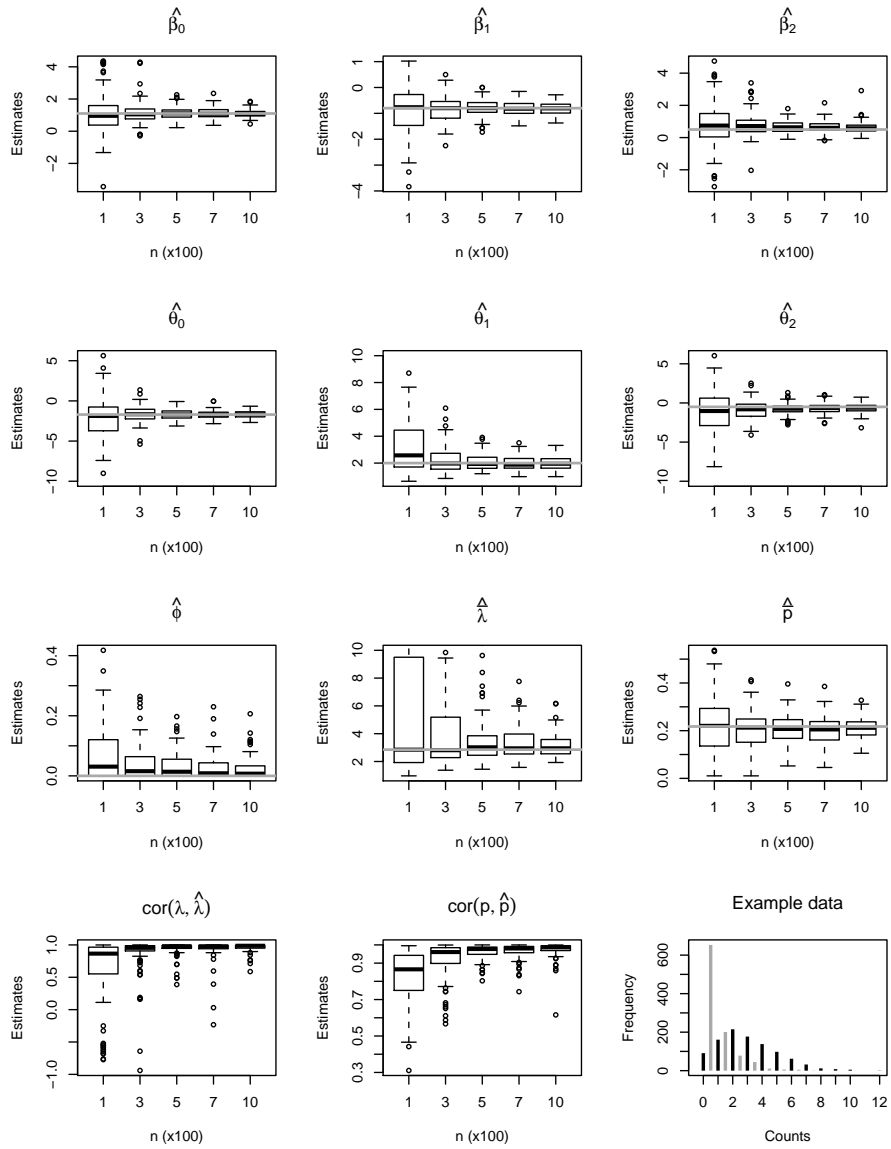 β̂₀ β̂₁ β̂₂
Estimates
−2 0 2 4
1 3 5 7 10
n (x100)
Estimates
−4 −2 0 1
1 3 5 7 10
n (x100)
Estimates
−2 0 2 4
1 3 5 7 10
n (x100)
θ̂₀ θ̂₁ θ̂₂
Estimates
−10 −5 0 5
1 3 5 7 10
n (x100)
Estimates
2 4 6 8 10
1 3 5 7 10
n (x100)
Estimates
−10 −5 0 5
1 3 5 7 10
n (x100)
ϕ̂ λ̄̂ p̄̂
Estimates
0.0 0.2 0.4
1 3 5 7 10
n (x100)
Estimates
2 4 6 8 10
1 3 5 7 10
n (x100)
Estimates
0.0 0.2 0.4
1 3 5 7 10
n (x100)
cor(λ, λ̂) cor(p, p̂) Example data
Estimates
−1.0 0.0 0.5 1.0
1 3 5 7 10
n (x100)
Estimates
0.3 0.5 0.7 0.9
1 3 5 7 10
n (x100)
Frequency
0 200 400 600
0 2 4 6 8 10 12
Counts